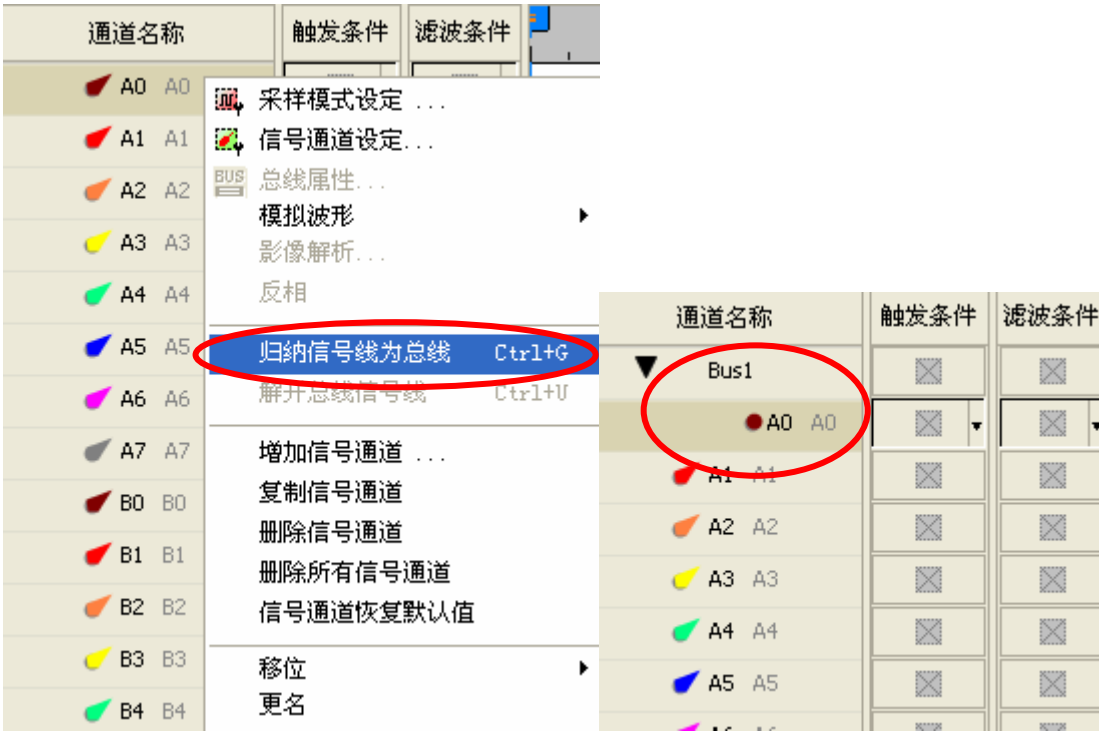 通道名称 触发条件 滤波条件
A0 A0
采样模式设定 ...
A1 A1
信号通道设定...
BUS 总线属性...
A2 A2
模拟波形
A3 A3
影像解析...
A4 A4
反相
A5 A5
归纳信号线为总线 Ctrl+G
A6 A6
解开总线信号线 Ctrl+U
A7 A7
增加信号通道 ...
B0 B0
复制信号通道
删除信号通道
B1 B1
删除所有信号通道
B2 B2
信号通道恢复默认值
B3 B3
移位
B4 B4
更名
通道名称 触发条件 滤波条件
Bus1
A0 A0
A1 A1
A2 A2
A3 A3
A4 A4
A5 A5